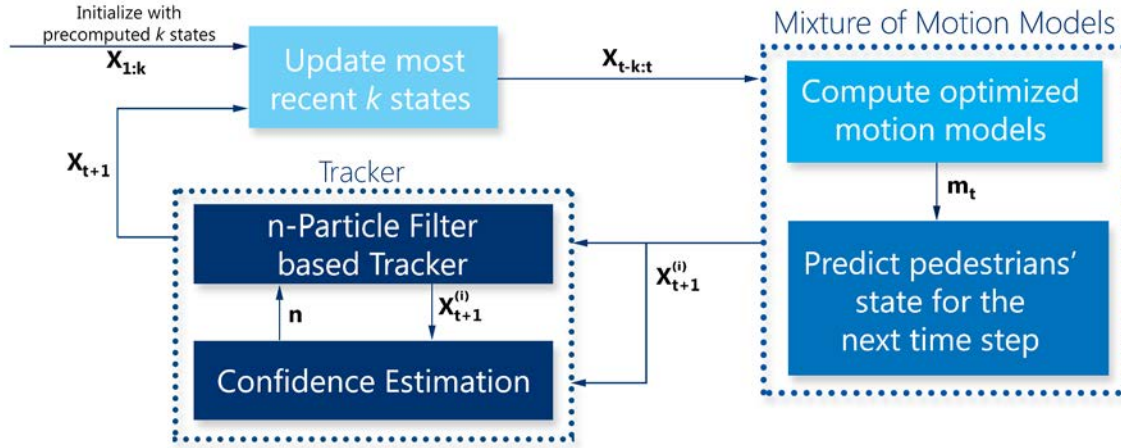 Initialize with
precomputed k states
X1:k
Update most
recent k states
Xt-k:t
Mixture of Motion Models
Compute optimized
motion models
mt
Predict pedestrians’
state for the
next time step
Xt+1
Tracker
n-Particle Filter
based Tracker
n
X(i)t+1
Confidence Estimation
X(i)t+1